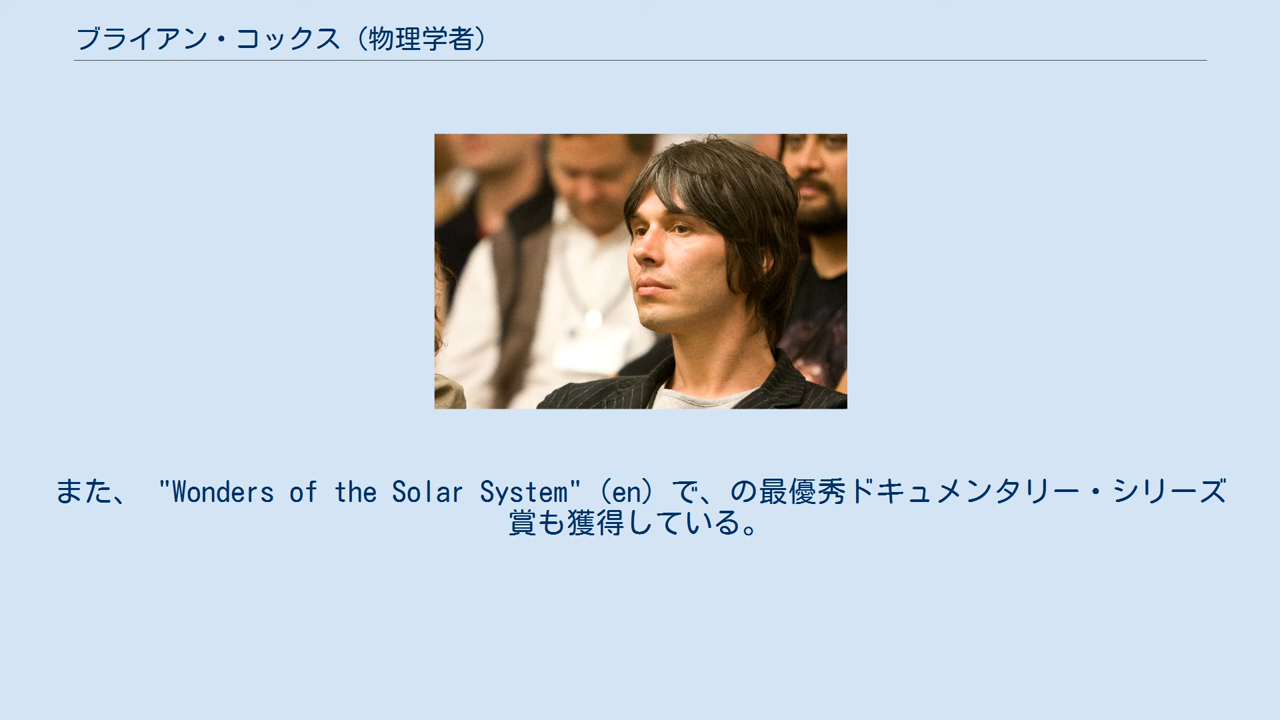 ブライアン・コックス（物理学者）
また、 "Wonders of the Solar System"（en）で、の最優秀ドキュメンタリー・シリーズ
賞も獲得している。